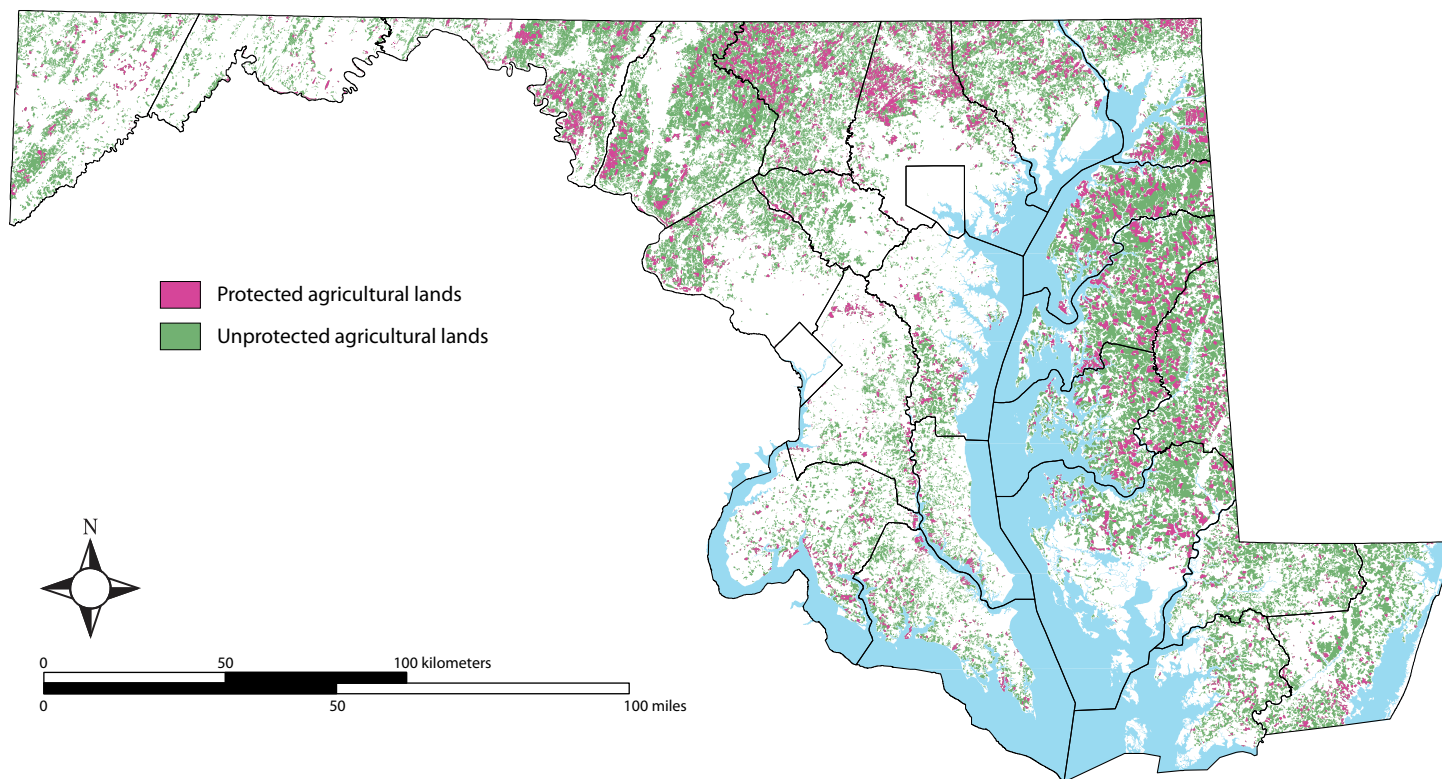 Protected agricultural lands
Unprotected agricultural lands
N
0 50 100 kilometers
0 50 100 miles